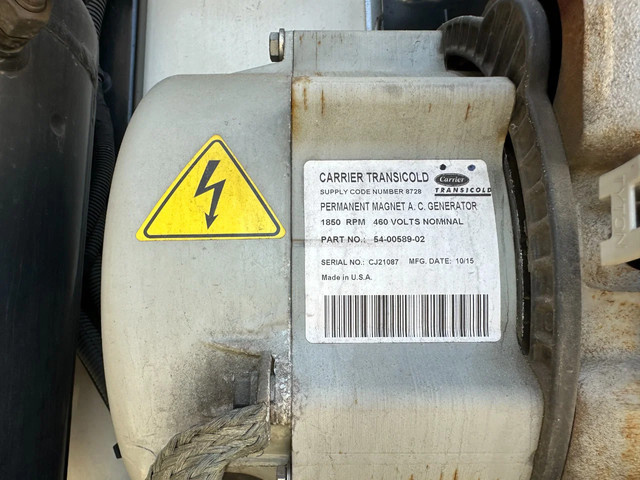 CARRIER TRANSICOLD
Carrier
TRANSICOLD
SUPPLY CODE NUMBER 8728
PERMANENT MAGNET A.C. GENERATOR
1850 RPM 460 VOLTS NOMINAL
PART NO.: 54-00589-02
SERIAL NO.: CJ21087 MFG. DATE: 10/15
Made in U.S.A.